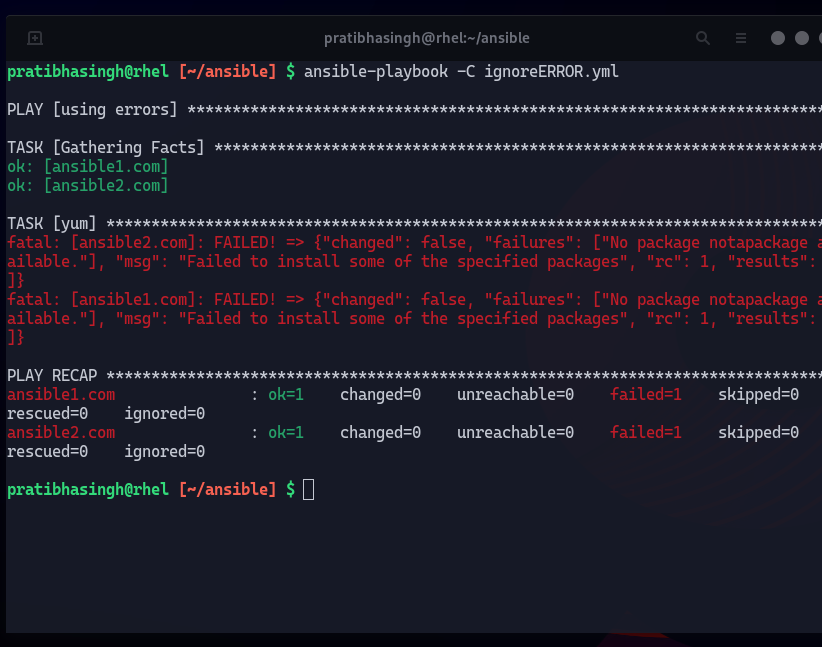 pratibhasingh@rhel:~/ansible
pratibhasingh@rhel [~/ansible] $ ansible-playbook -C ignoreERROR.yml
PLAY [using errors] *********************************************************************
TASK [Gathering Facts] ******************************************************************
ok: [ansible1.com]
ok: [ansible2.com]
TASK [yum] ******************************************************************************
fatal: [ansible2.com]: FAILED! => {"changed": false, "failures": ["No package notapackage a
ailable."], "msg": "Failed to install some of the specified packages", "rc": 1, "results":
]}
fatal: [ansible1.com]: FAILED! => {"changed": false, "failures": ["No package notapackage a
ailable."], "msg": "Failed to install some of the specified packages", "rc": 1, "results":
]}
PLAY RECAP ******************************************************************************
ansible1.com : ok=1 changed=0 unreachable=0 failed=1 skipped=0
rescued=0 ignored=0
ansible2.com : ok=1 changed=0 unreachable=0 failed=1 skipped=0
rescued=0 ignored=0
pratibhasingh@rhel [~/ansible] $